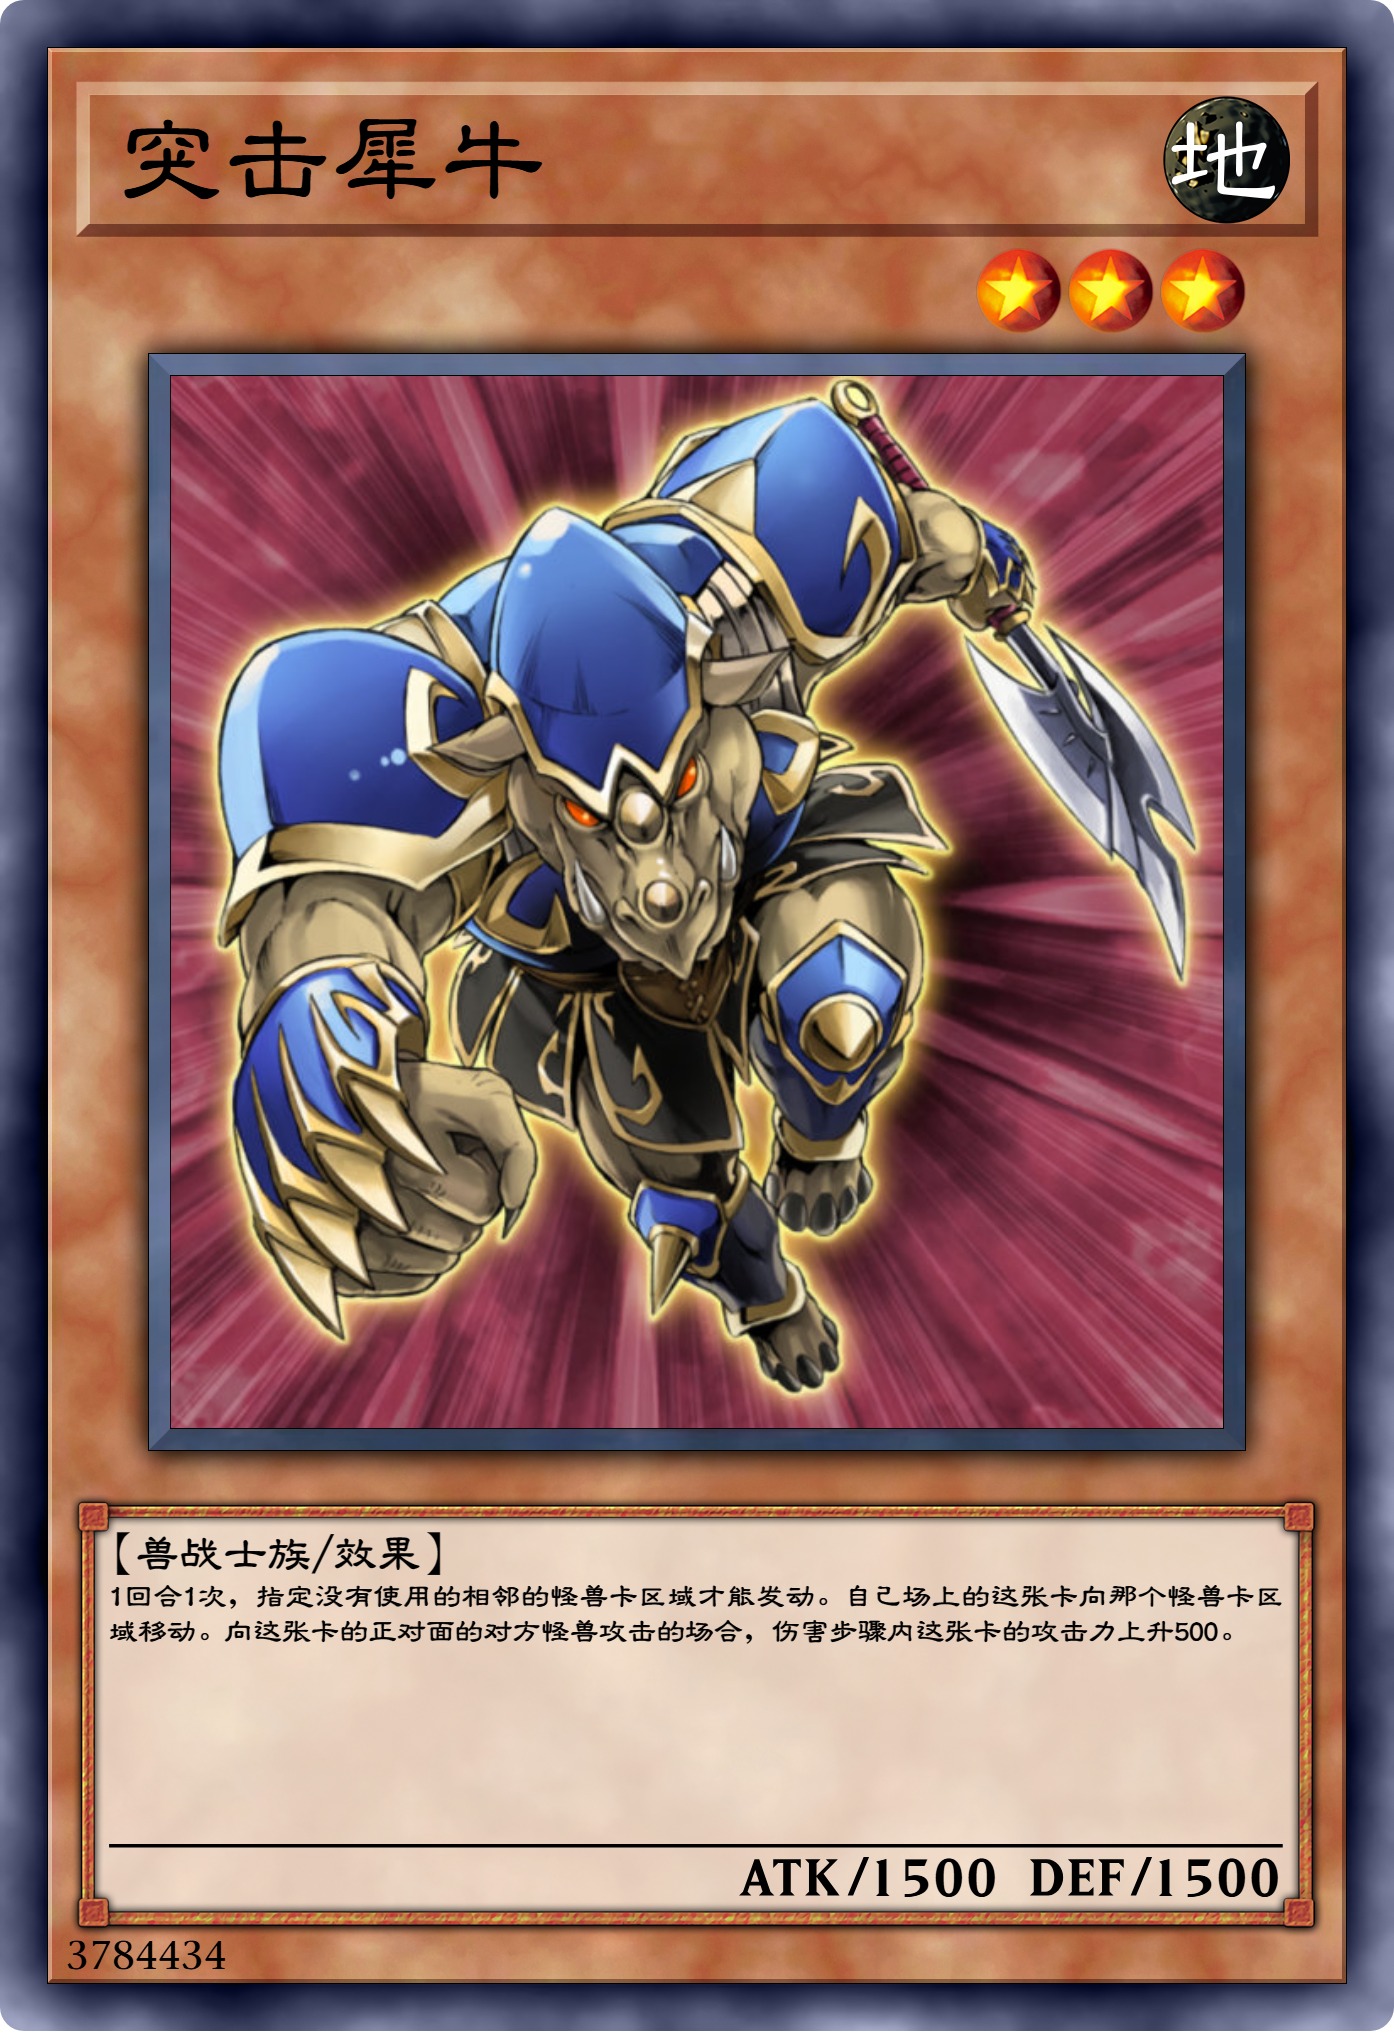 突击犀牛
地
【兽战士族/效果】
1回合1次，指定没有使用的相邻的怪兽卡区域才能发动。自己场上的这张卡向那个怪兽卡区
域移动。向这张卡的正对面的对方怪兽攻击的场合，伤害步骤内这张卡的攻击力上升500。
ATK/1500 DEF/1500
3784434